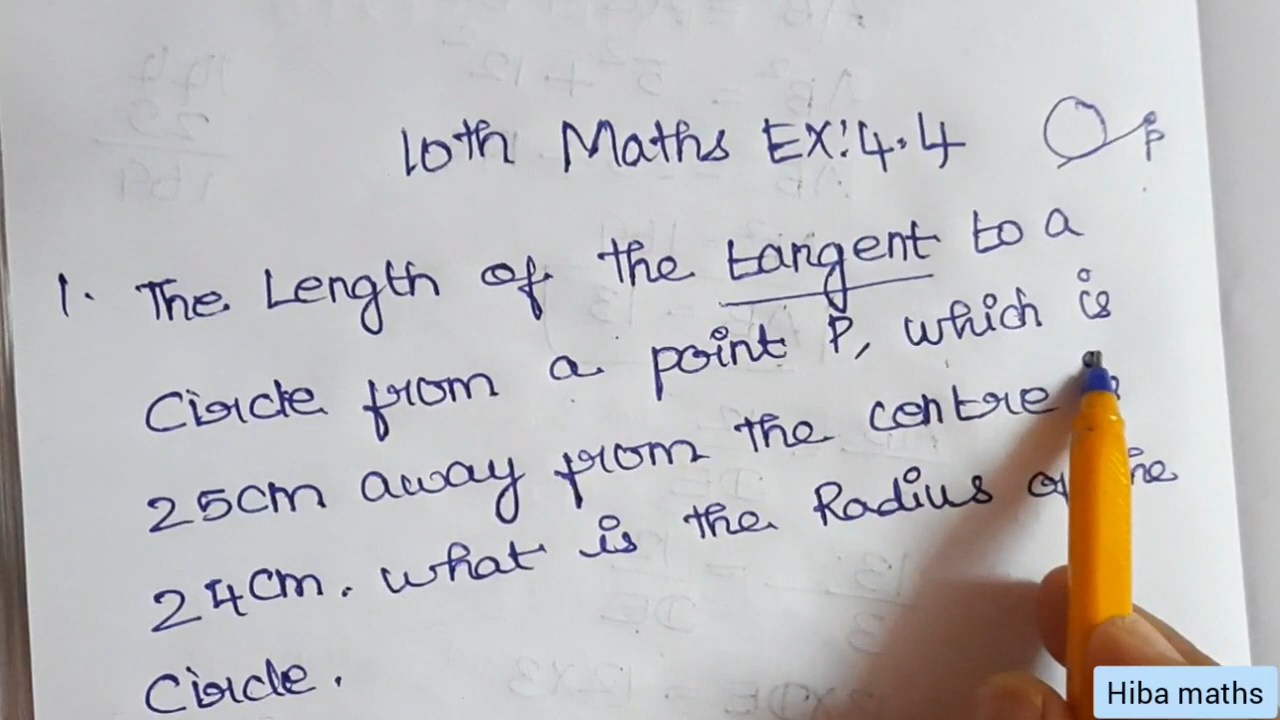 10th Maths EX: 4.4
P
1. The Length of the tangent to a
Circle from a point P, which is
25cm away from the centre
24cm. what is the Radius of the
Circle.
Hiba maths